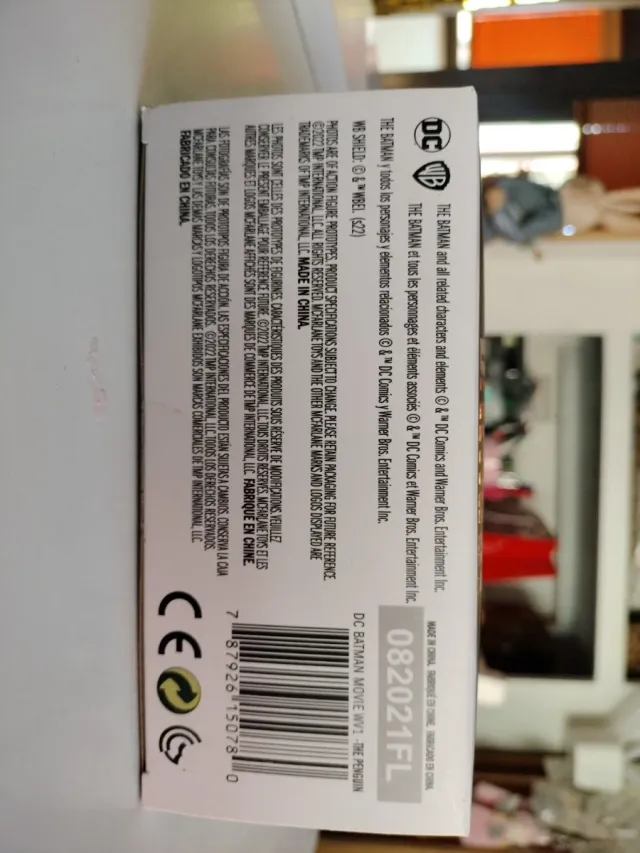 DC
WB
THE BATMAN and all related characters and elements © & ™ DC Comics and Warner Bros. Entertainment Inc.
THE BATMAN et tous les personnages et éléments associés © & ™ DC Comics et Warner Bros. Entertainment Inc.
THE BATMAN y todos los personajes y elementos relacionados © & ™ DC Comics y Warner Bros. Entertainment Inc.
WB SHIELD: © & ™ WBEI. (s22)
PHOTOS ARE OF ACTION FIGURE PROTOTYPES. PRODUCT SPECIFICATIONS SUBJECT TO CHANGE. PLEASE RETAIN PACKAGING FOR FUTURE REFERENCE.
©2022 TMP INTERNATIONAL, LLC ALL RIGHTS RESERVED. MCFARLANE TOYS AND THE OTHER MCFARLANE MARKS AND LOGOS DISPLAYED ARE
TRADEMARKS OF TMP INTERNATIONAL, LLC. MADE IN CHINA.
LES PHOTOS SONT CELLES DES PROTOTYPES DE FIGURINES. CARACTÉRISTIQUES DES PRODUITS SOUS RÉSERVE DE MODIFICATIONS. VEUILLEZ
CONSERVER LE PRÉSENT EMBALLAGE POUR RÉFÉRENCE FUTURE. ©2022 TMP INTERNATIONAL, LLC. TOUS DROITS RÉSERVÉS. MCFARLANE TOYS ET LES
AUTRES MARQUES ET LOGOS MCFARLANE AFFICHÉS SONT DES MARQUES DE COMMERCE DE TMP INTERNATIONAL, LLC. FABRIQUÉ EN CHINE.
LAS FOTOGRAFÍAS SON DE PROTOTIPOS FIGURA DE ACCIÓN. LAS ESPECIFICACIONES DEL PRODUCTO ESTÁN SUJETAS A CAMBIOS. CONSERVA LA CAJA
PARA CONSULTAS FUTURAS. TODOS LOS DERECHOS RESERVADOS. ©2022 TMP INTERNATIONAL, LLC TODOS LOS DERECHOS RESERVADOS.
MCFARLANE TOYS Y LAS DEMÁS MARCAS Y LOGOTIPOS MCFARLANE EXHIBIDOS SON MARCAS COMERCIALES DE TMP INTERNATIONAL, LLC.
FABRICADO EN CHINA.
MADE IN CHINA. FABRIQUÉ EN CHINE. FABRICADO EN CHINA.
082021FL
DC BATMAN MOVIE WV1 -THE PENGUIN
7 87926 15078 0
CE